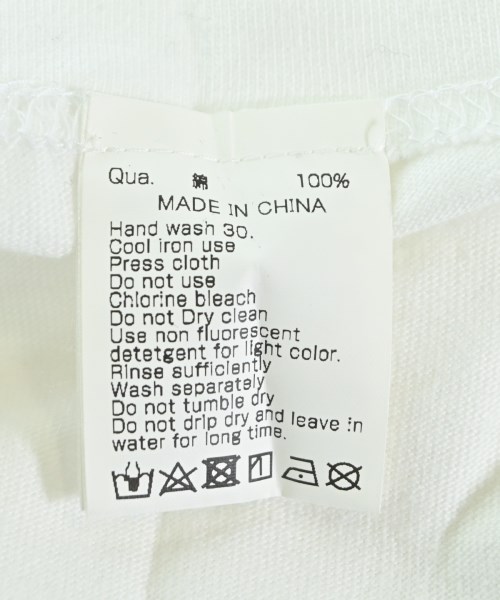 Qua. 綿 100%
MADE IN CHINA
Hand wash 30.
Cool iron use
Press cloth
Do not use
Chlorine bleach
Do not Dry clean
Use non fluorescent
detetgent for light color.
Rinse sufficiently
Wash separately
Do not tumble dry
Do not drip dry and leave in
water for long time.